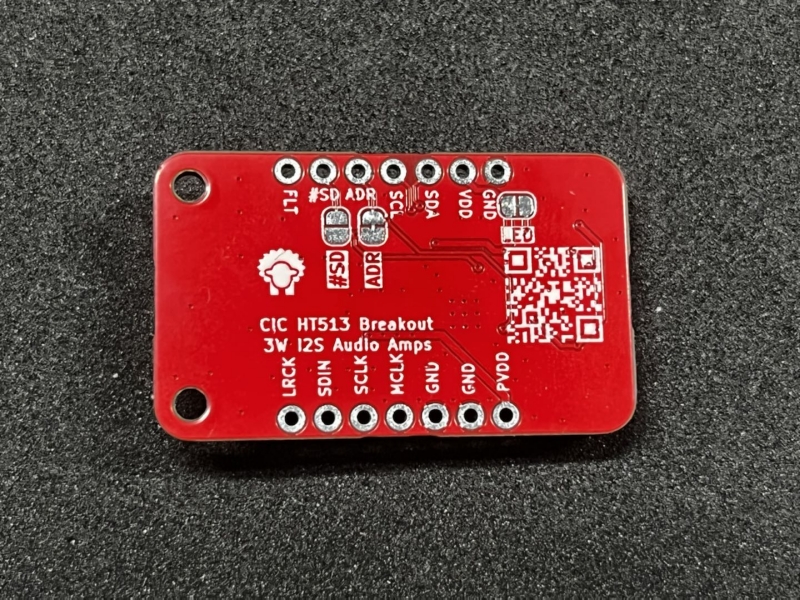 FLT #SD ADR SCL SDA VDD GND
#SD ADR LED
CIC HT513 Breakout
3W I2S Audio Amps
LRCK SDIN SCLK MCLK GND GND PVDD